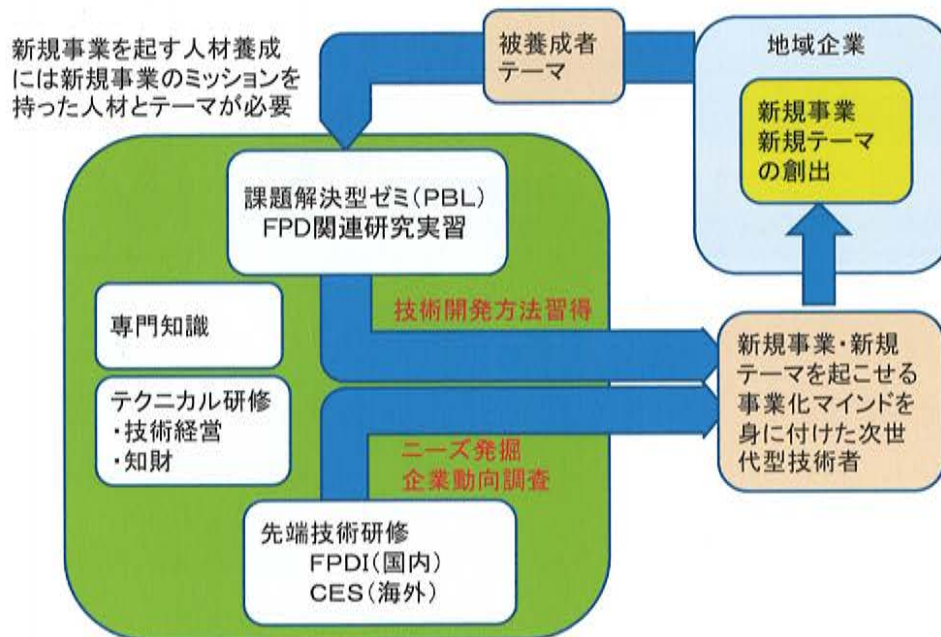 新規事業を起す人材養成
には新規事業のミッションを
持った人材とテーマが必要
被養成者
テーマ
地域企業
新規事業
新規テーマ
の創出
課題解決型ゼミ(PBL)
FPD関連研究実習
専門知識
テクニカル研修
・技術経営
・知財
技術開発方法習得
ニーズ発掘
企業動向調査
先端技術研修
FPDI(国内)
CES(海外)
新規事業・新規
テーマを起こせる
事業化マインドを
身に付けた次世
代型技術者